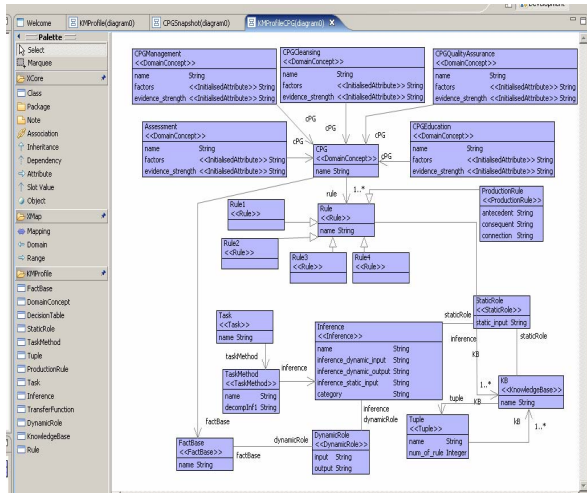 Welcome
KMProfile(diagram0)
CPGSnapshot(diagram0)
KMProfileCPG(diagram0)
Palette
Select
Marquee
XCore
Class
Package
Note
Association
Inheritance
Dependency
Attribute
Slot Value
Object
XMap
Mapping
Domain
Range
KMProfile
FactBase
DomainConcept
DecisionTable
StaticRole
TaskMethod
Tuple
ProductionRule
Task
Inference
TransferFunction
DynamicRole
KnowledgeBase
Rule
CPGManagement
<<DomainConcept>>
name String
factors <<InitialisedAttribute>> String
evidence_strength <<InitialisedAttribute>> String
CPGCleansing
<<DomainConcept>>
name String
factors <<InitialisedAttribute>> String
evidence_strength <<InitialisedAttribute>> String
CPGQualityAssurance
<<DomainConcept>>
name String
factors <<InitialisedAttribute>> String
evidence_strength <<InitialisedAttribute>> String
cPG
cPG
cPG
Assessment
<<DomainConcept>>
name String
factors <<InitialisedAttribute>> String
evidence_strength <<InitialisedAttribute>> String
cPG
CPG
<<DomainConcept>>
name String
cPG
CPGEducation
<<DomainConcept>>
name String
factors <<InitialisedAttribute>> String
evidence_strength <<InitialisedAttribute>> String
rule
1..*
Rule1
<<Rule>>
Rule
<<Rule>>
name String
ProductionRule
<<ProductionRule>>
antecedent String
consequent String
connection String
Rule2
<<Rule>>
Rule3
<<Rule>>
Rule4
<<Rule>>
Task
<<Task>>
name String
taskMethod
TaskMethod
<<TaskMethod>>
name String
decompInf1 String
inference
Inference
<<Inference>>
name String
inference_dynamic_input String
inference_dynamic_output String
inference_static_input String
category String
staticRole
StaticRole
<<StaticRole>>
static_input String
inference
staticRole
KB
1..*
KB
<<KnowledgeBase>>
name String
tuple
KB
Tuple
<<Tuple>>
name String
num_of_rule Integer
kB
1..*
inference
dynamicRole
factBase
FactBase
<<FactBase>>
name String
dynamicRole
factBase
DynamicRole
<<DynamicRole>>
input String
output String